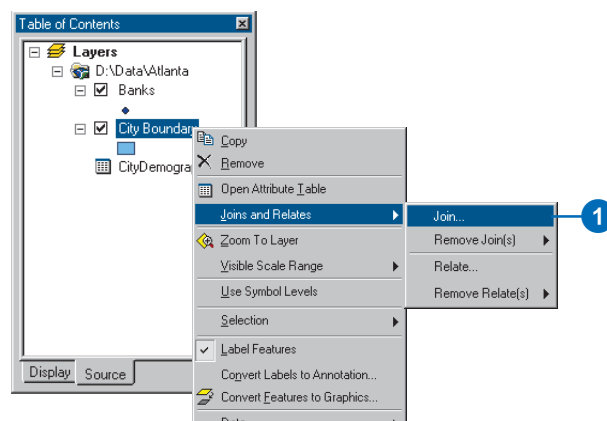 Table of Contents
Layers
D:\Data\Atlanta
Banks
City Boundary
CityDemogra
Copy
Remove
Open Attribute Table
Joins and Relates
Join...
1
Zoom To Layer
Remove Join(s)
Visible Scale Range
Relate...
Use Symbol Levels
Remove Relate(s)
Selection
Label Features
Convert Labels to Annotation...
Convert Features to Graphics...
Display
Source